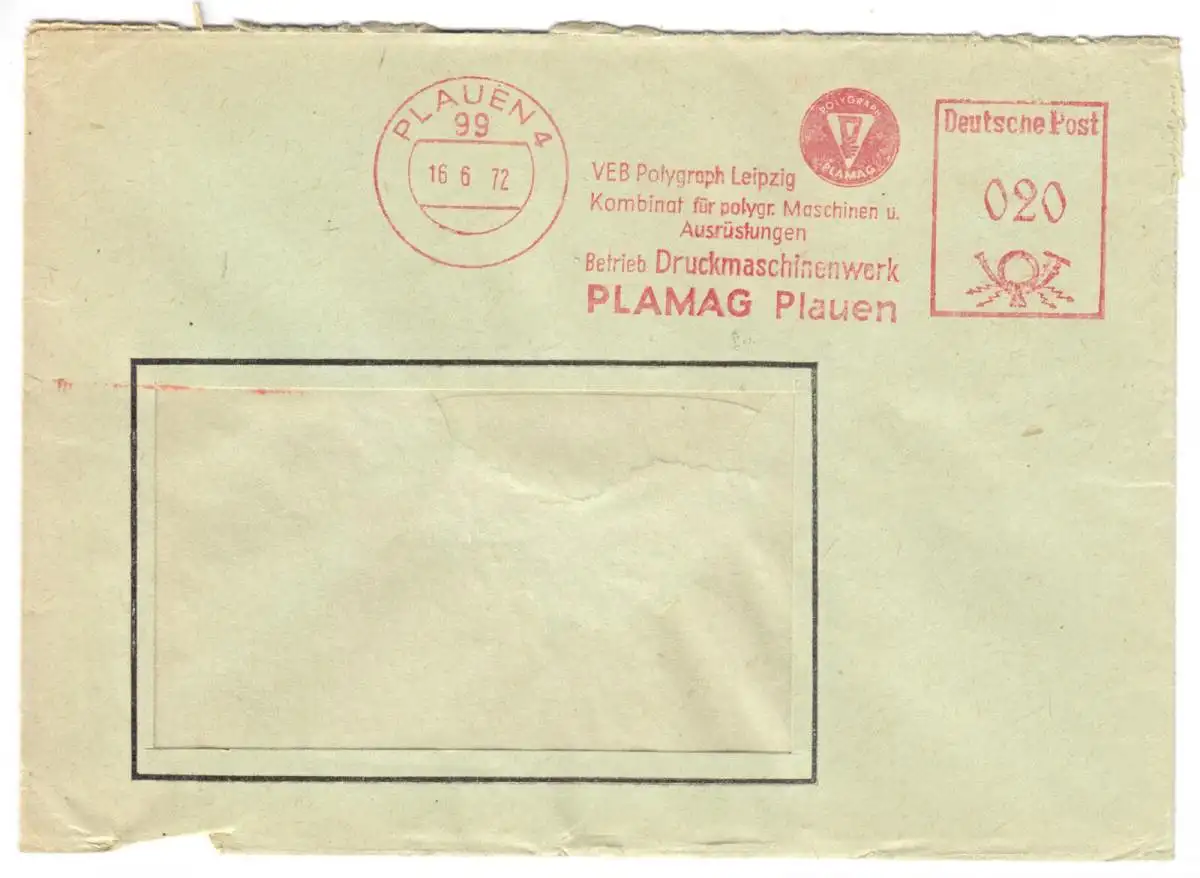 PLAUEN 4
99
16 6 72
POLYGRAPH
PLAMAG
VEB Polygraph Leipzig
Kombinat für polygr. Maschinen u.
Ausrüstungen
Betrieb Druckmaschinenwerk
PLAMAG Plauen
Deutsche Post
020